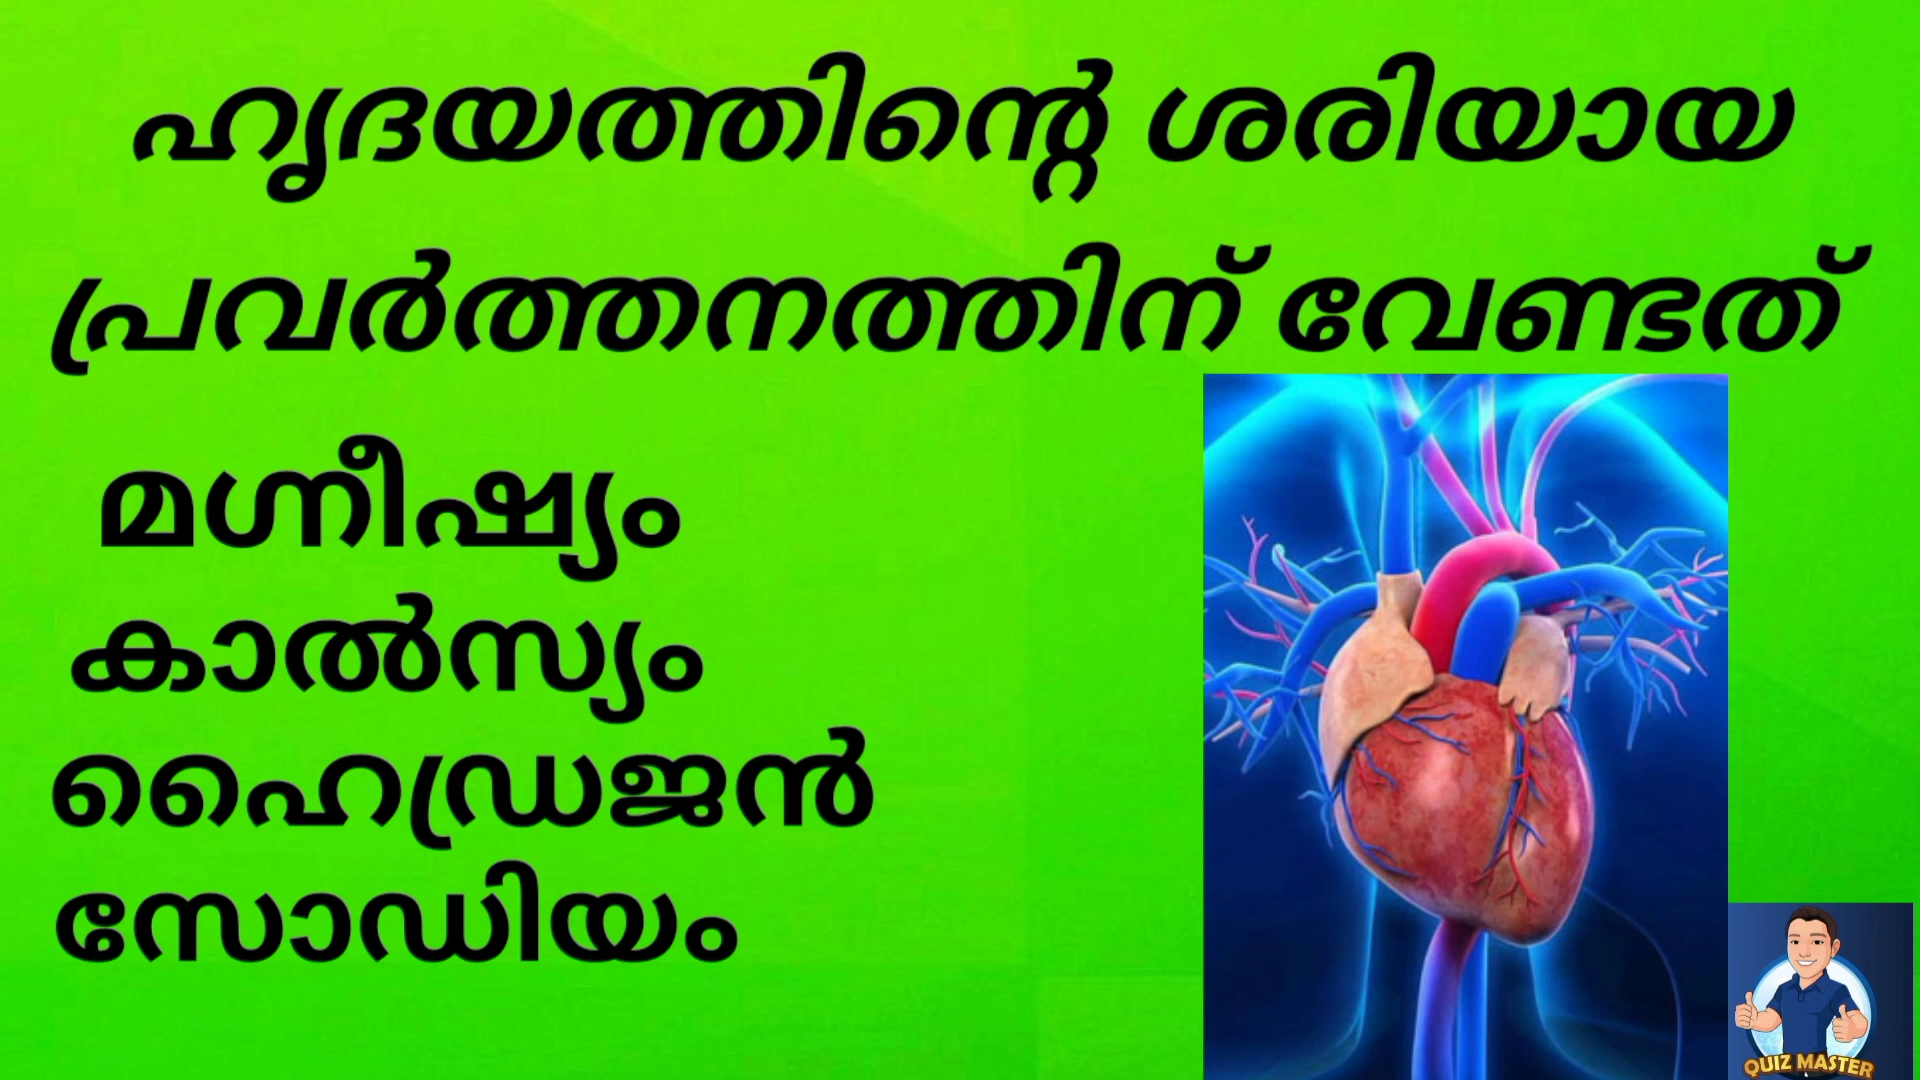 ഹൃദയത്തിന്റെ ശരിയായ
പ്രവർത്തനത്തിന് വേണ്ടത്
മഗ്നീഷ്യം
കാൽസ്യം
ഹൈഡ്രജൻ
സോഡിയം
QUIZ MASTER